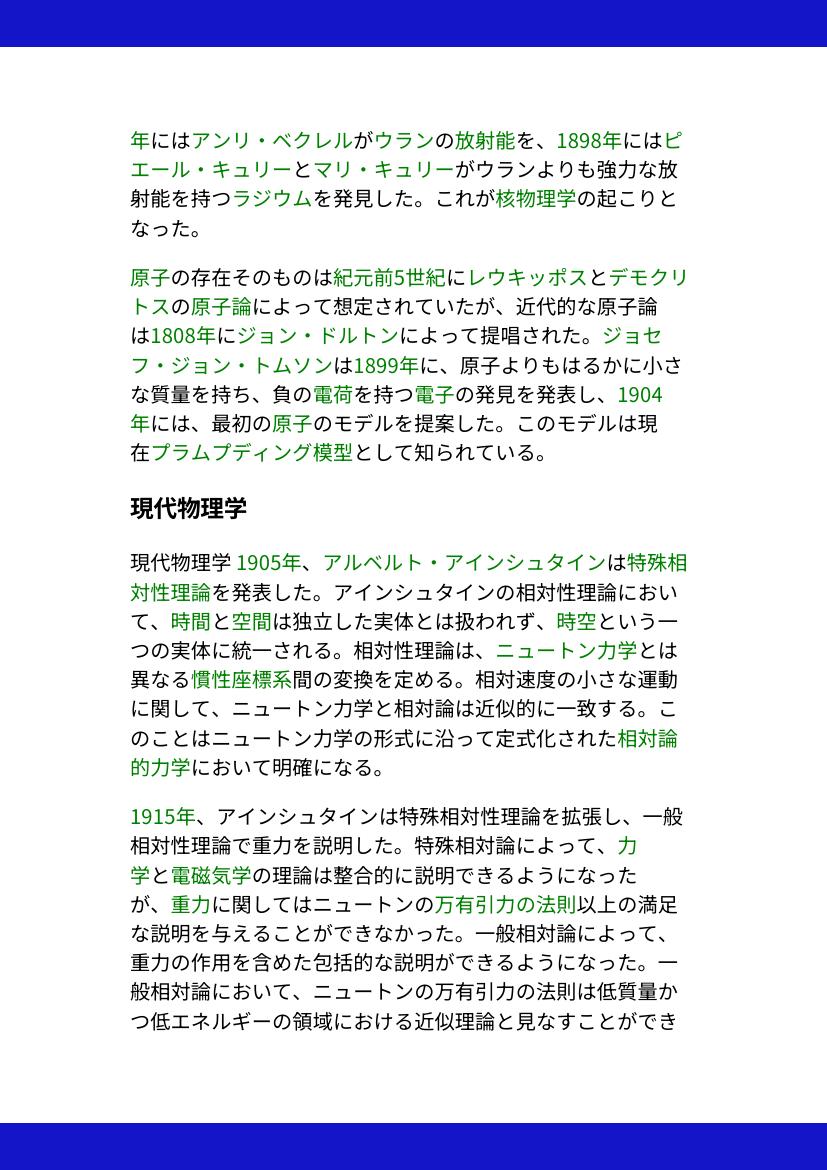 年にはアンリ・ベクレルがウランの放射能を、1898年にはピ
エール・キュリーとマリ・キュリーがウランよりも強力な放
射能を持つラジウムを発見した。これが核物理学の起こりと
なった。
原子の存在そのものは紀元前5世紀にレウキッポスとデモクリ
トスの原子論によって想定されていたが、近代的な原子論
は1808年にジョン・ドルトンによって提唱された。ジョセ
フ・ジョン・トムソンは1899年に、原子よりもはるかに小さ
な質量を持ち、負の電荷を持つ電子の発見を発表し、1904
年には、最初の原子のモデルを提案した。このモデルは現
在プラムプディング模型として知られている。
現代物理学
現代物理学 1905年、アルベルト・アインシュタインは特殊相
対性理論を発表した。アインシュタインの相対性理論におい
て、時間と空間は独立した実体とは扱われず、時空という一
つの実体に統一される。相対性理論は、ニュートン力学とは
異なる慣性座標系間の変換を定める。相対速度の小さな運動
に関して、ニュートン力学と相対論は近似的に一致する。こ
のことはニュートン力学の形式に沿って定式化された相対論
的力学において明確になる。
1915年、アインシュタインは特殊相対性理論を拡張し、一般
相対性理論で重力を説明した。特殊相対論によって、力
学と電磁気学の理論は整合的に説明できるようになった
が、重力に関してはニュートンの万有引力の法則以上の満足
な説明を与えることができなかった。一般相対論によって、
重力の作用を含めた包括的な説明ができるようになった。一
般相対論において、ニュートンの万有引力の法則は低質量か
つ低エネルギーの領域における近似理論と見なすことができ